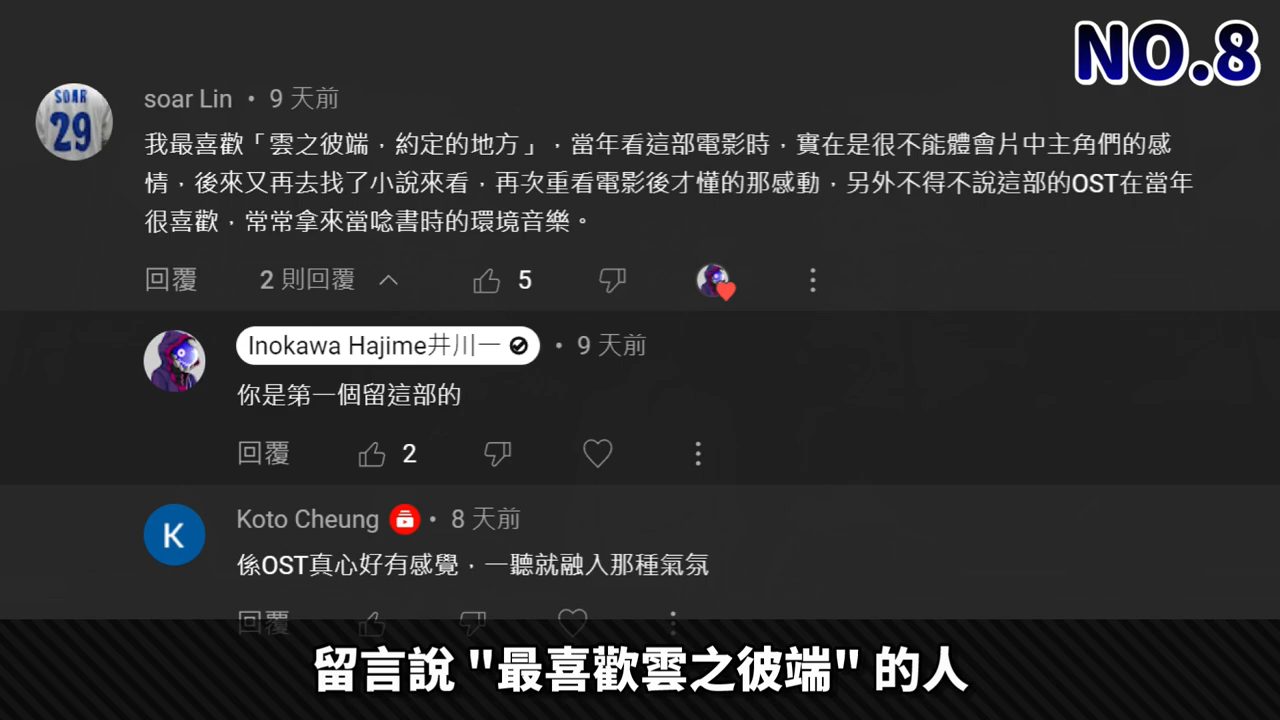 NO.8
SOAR
29
soar Lin • 9 天前
我最喜歡「雲之彼端，約定的地方」，當年看這部電影時，實在是很不能體會片中主角們的感
情，後來又再去找了小說來看，再次重看電影後才懂的那感動，另外不得不說這部的OST在當年
很喜歡，常常拿來當唸書時的環境音樂。
回覆 2 則回覆 5
Inokawa Hajime井川一 • 9 天前
你是第一個留這部的
回覆 2
K
Koto Cheung • 8 天前
係OST真心好有感覺，一聽就融入那種氣氛
回覆
留言說 "最喜歡雲之彼端" 的人